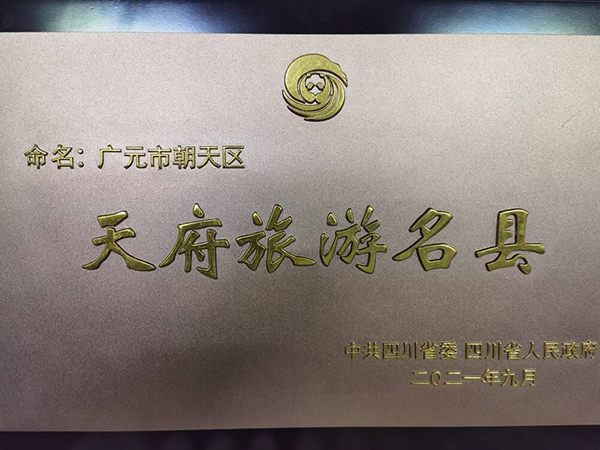 命名：广元市朝天区
天府旅游名县
中共四川省委 四川省人民政府
二〇二一年九月